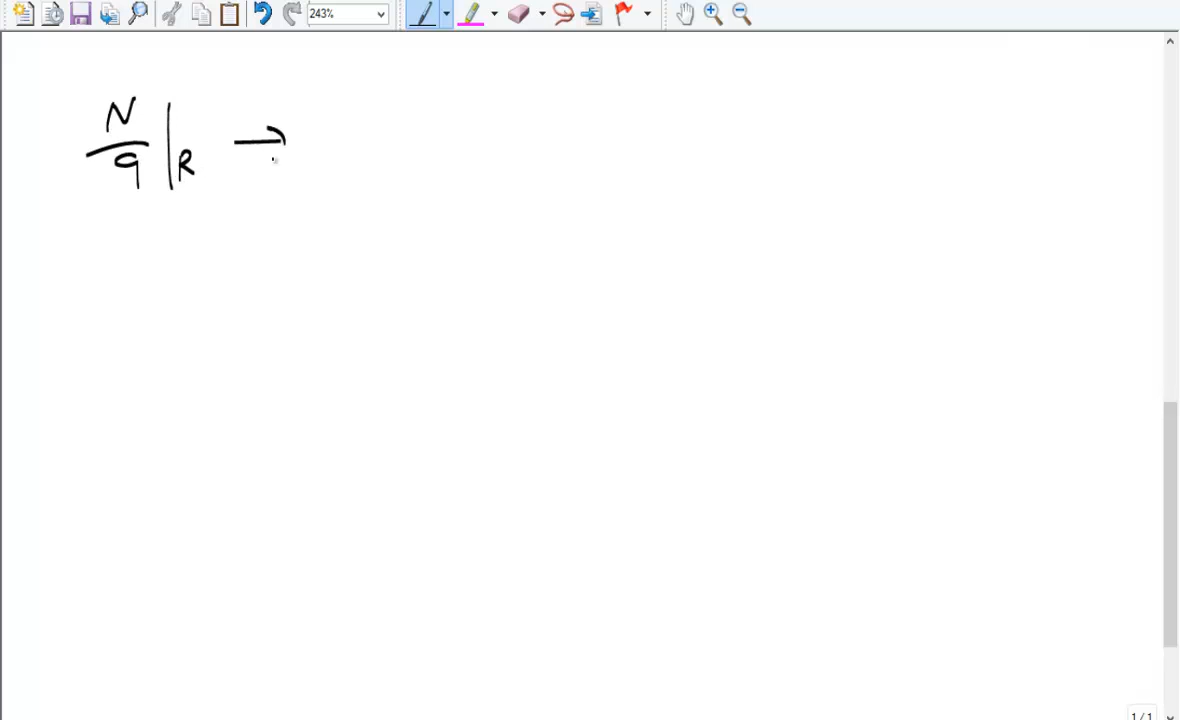 243%
N/9 | R →
1/1